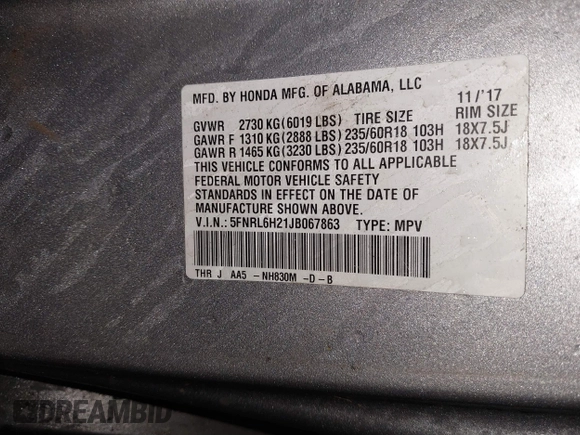 MFD. BY HONDA MFG. OF ALABAMA, LLC
11/'17
GVWR 2730 KG(6019 LBS) TIRE SIZE RIM SIZE
GAWR F 1310 KG(2888 LBS) 235/60R18 103H 18X7.5J
GAWR R 1465 KG(3230 LBS) 235/60R18 103H 18X7.5J
THIS VEHICLE CONFORMS TO ALL APPLICABLE
FEDERAL MOTOR VEHICLE SAFETY
STANDARDS IN EFFECT ON THE DATE OF
MANUFACTURE SHOWN ABOVE.
V.I.N.: 5FNRL6H21JB067863 TYPE: MPV
THR J AA5 -NH830M -D-B
DREAMBID